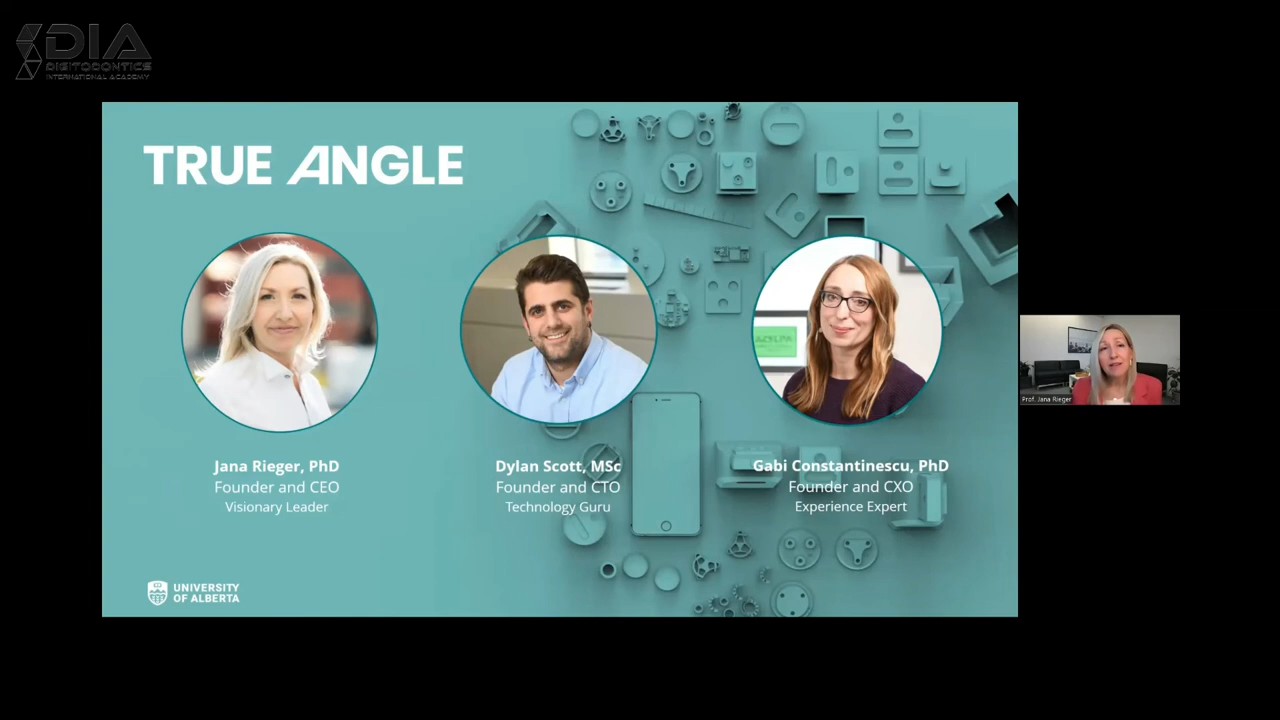 DIA
DIGITODONTICS
INTERNATIONAL ACADEMY
TRUE ANGLE
Jana Rieger, PhD
Founder and CEO
Visionary Leader
Dylan Scott, MSc
Founder and CTO
Technology Guru
Gabi Constantinescu, PhD
Founder and CXO
Experience Expert
UNIVERSITY
OF ALBERTA
Prof. Jana Rieger